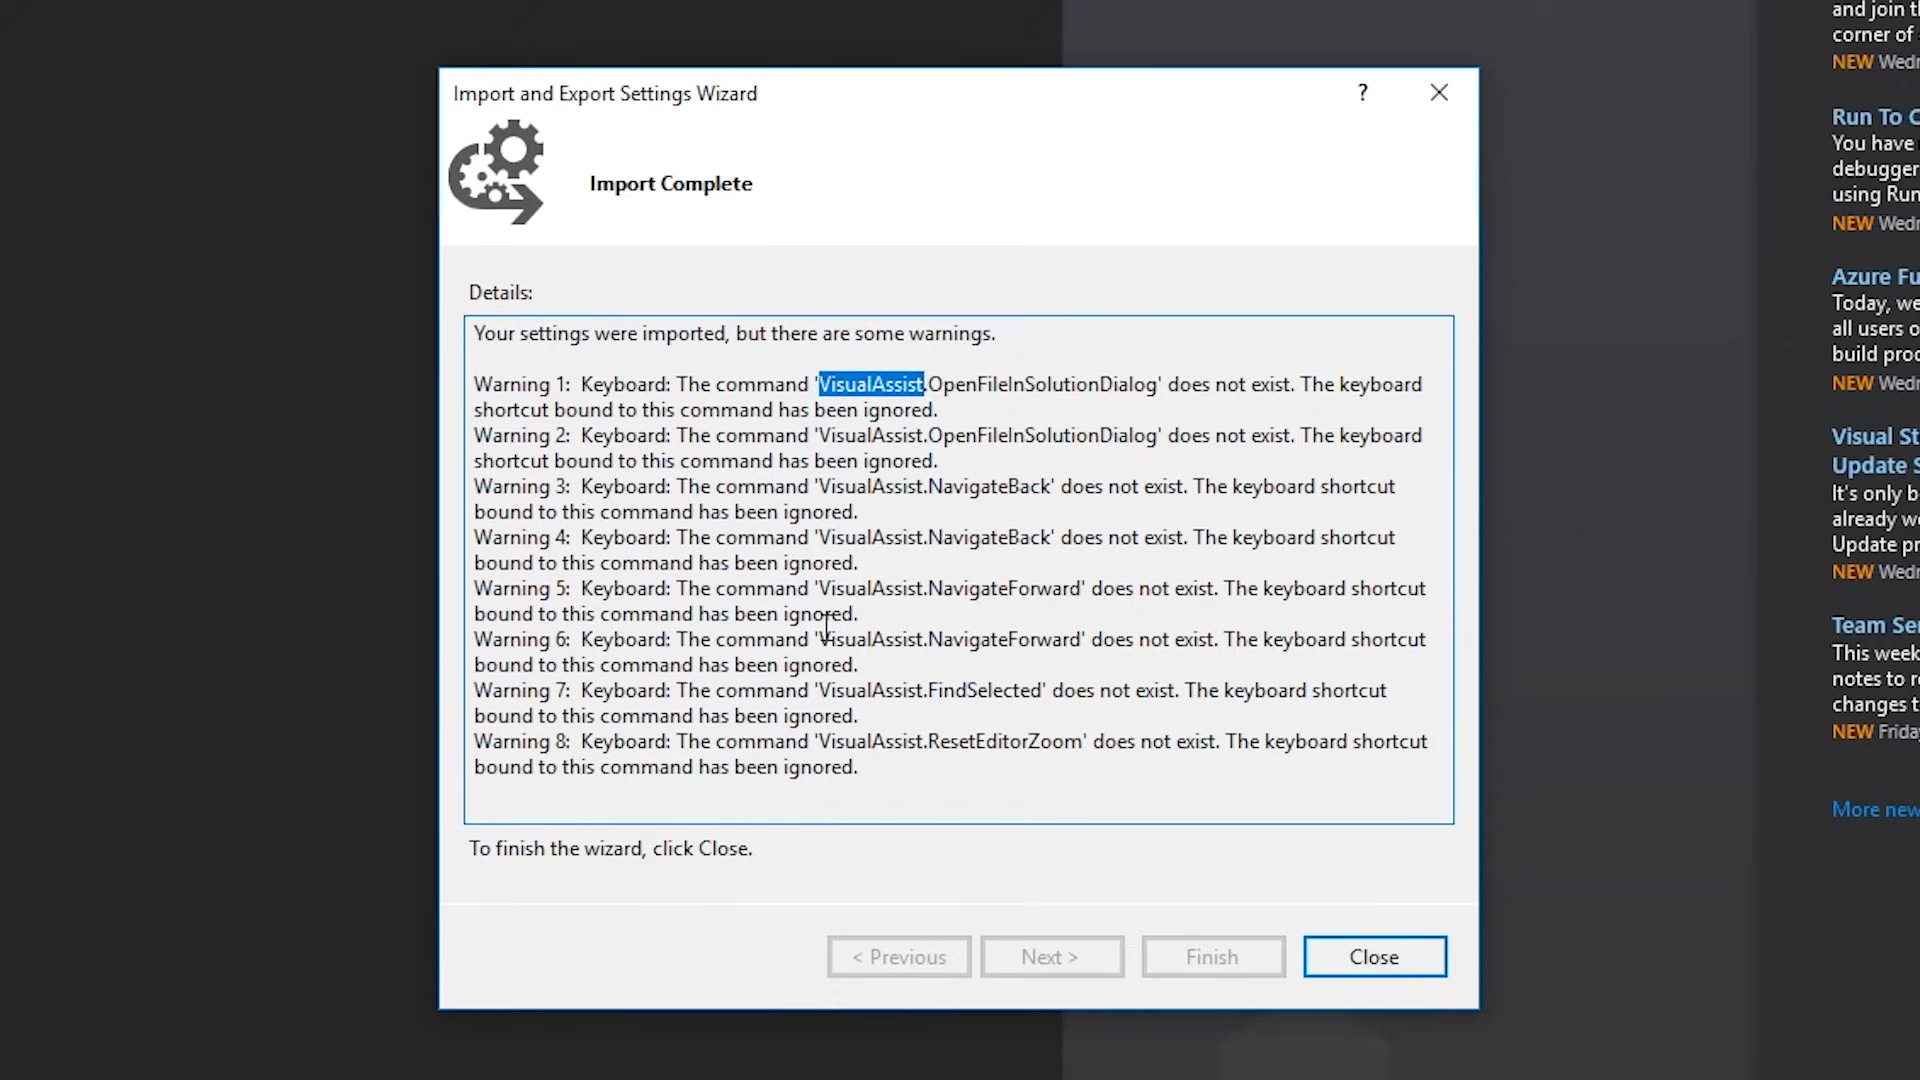 Import and Export Settings Wizard
?
Import Complete
Details:
Your settings were imported, but there are some warnings.
Warning 1: Keyboard: The command 'VisualAssist.OpenFileInSolutionDialog' does not exist. The keyboard
shortcut bound to this command has been ignored.
Warning 2: Keyboard: The command 'VisualAssist.OpenFileInSolutionDialog' does not exist. The keyboard
shortcut bound to this command has been ignored.
Warning 3: Keyboard: The command 'VisualAssist.NavigateBack' does not exist. The keyboard shortcut
bound to this command has been ignored.
Warning 4: Keyboard: The command 'VisualAssist.NavigateBack' does not exist. The keyboard shortcut
bound to this command has been ignored.
Warning 5: Keyboard: The command 'VisualAssist.NavigateForward' does not exist. The keyboard shortcut
bound to this command has been ignored.
Warning 6: Keyboard: The command 'VisualAssist.NavigateForward' does not exist. The keyboard shortcut
bound to this command has been ignored.
Warning 7: Keyboard: The command 'VisualAssist.FindSelected' does not exist. The keyboard shortcut
bound to this command has been ignored.
Warning 8: Keyboard: The command 'VisualAssist.ResetEditorZoom' does not exist. The keyboard shortcut
bound to this command has been ignored.
To finish the wizard, click Close.
< Previous
Next >
Finish
Close
and join
corner of
NEW
Run To
You have
debugger
using Run
NEW
Azure
Today, we
all users
build
NEW
Visual
Update
It's only
already
Update
NEW
Team
This week
notes to
changes
NEW
More